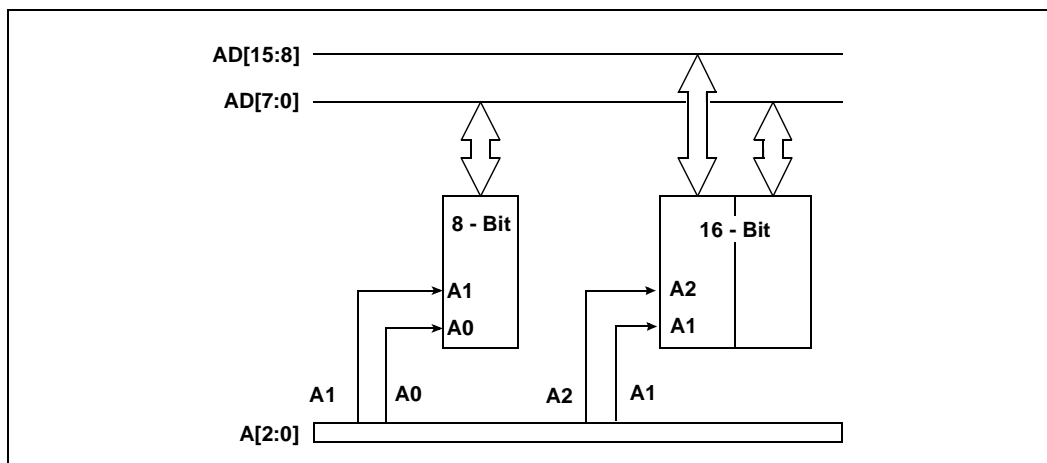 AD[15:8]
AD[7:0]
8 - Bit
16 - Bit
A1
A2
A0
A1
A1
A0
A2
A1
A[2:0]